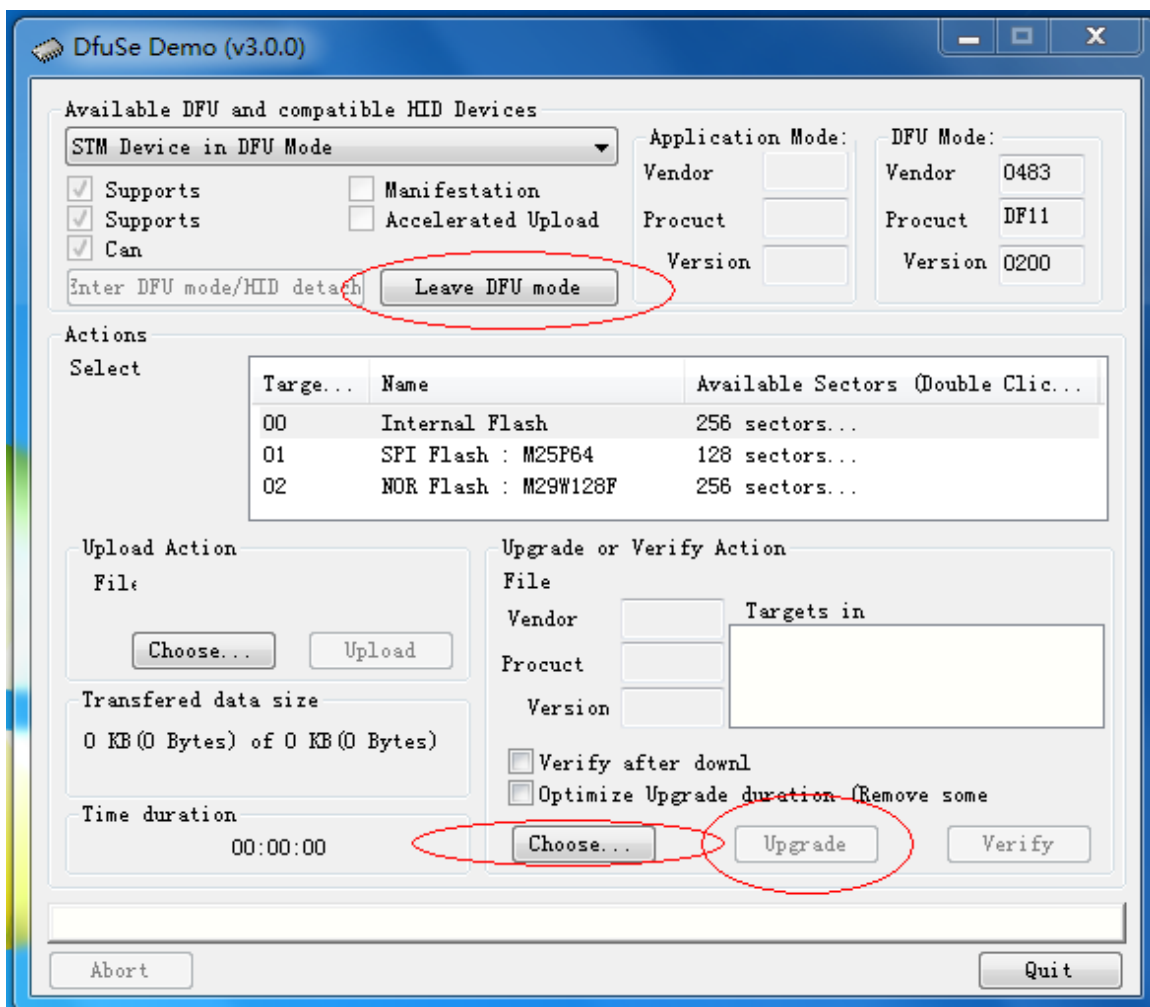 DfuSe Demo (v3.0.0)
Available DFU and compatible HID Devices
STM Device in DFU Mode
Supports
Manifestation
Supports
Accelerated Upload
Can
Enter DFU mode/HID detach
Leave DFU mode
Application Mode:
Vendor
Procuct
Version
DFU Mode:
Vendor 0483
Procuct DF11
Version 0200
Actions
Select
Targe... Name Available Sectors (Double Clic...
00 Internal Flash 256 sectors...
01 SPI Flash : M25P64 128 sectors...
02 NOR Flash : M29W128F 256 sectors...
Upload Action
File
Choose... Upload
Transfered data size
0 KB(0 Bytes) of 0 KB(0 Bytes)
Time duration
00:00:00
Upgrade or Verify Action
File
Vendor
Procuct
Version
Targets in
Verify after downl
Optimize Upgrade duration (Remove some
Choose... Upgrade Verify
Abort Quit